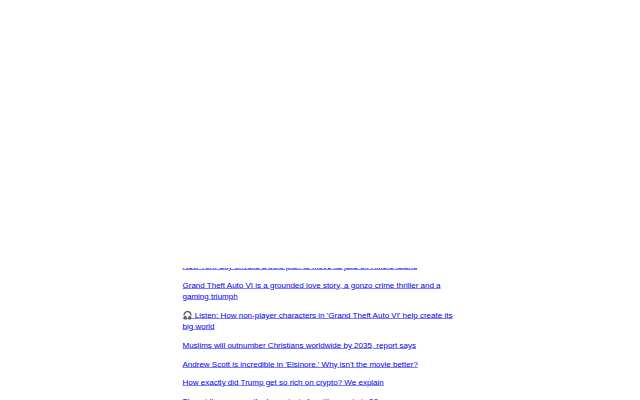 Grand Theft Auto VI is a grounded love story, a gonzo crime thriller and a
gaming triumph
🎧 Listen: How non-player characters in 'Grand Theft Auto VI' help create its
big world
Muslims will outnumber Christians worldwide by 2035, report says
Andrew Scott is incredible in 'Elsinore.' Why isn't the movie better?
How exactly did Trump get so rich on crypto? We explain